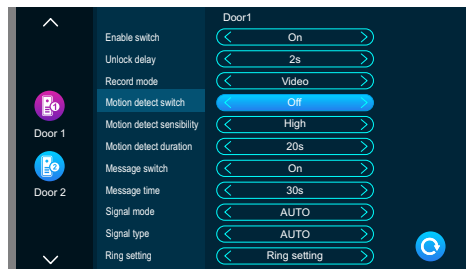 Door1
Enable switch On
Unlock delay 2s
Record mode Video
Motion detect switch Off
Motion detect sensibility High
Motion detect duration 20s
Message switch On
Message time 30s
Signal mode AUTO
Signal type AUTO
Ring setting Ring setting
1
Door 1
2
Door 2